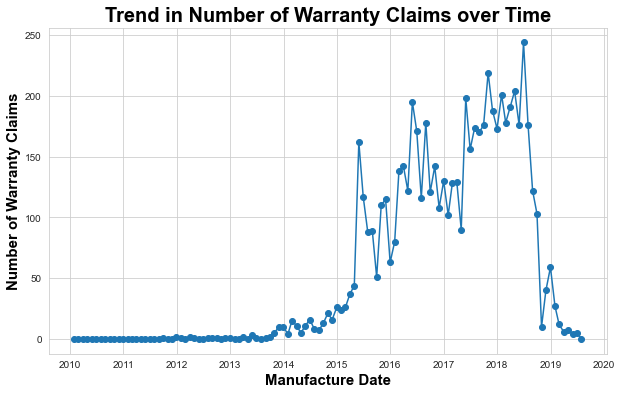 Trend in Number of Warranty Claims over Time
Number of Warranty Claims
250
200
150
100
50
0
2010 2011 2012 2013 2014 2015 2016 2017 2018 2019 2020
Manufacture Date